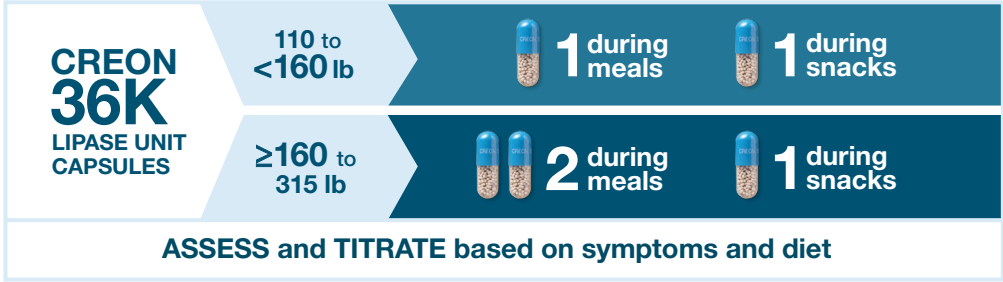 CREON
36K
LIPASE UNIT
CAPSULES
110 to
<160 lb
1 during
meals
1 during
snacks
≥160 to
315 lb
2 during
meals
1 during
snacks
ASSESS and TITRATE based on symptoms and diet